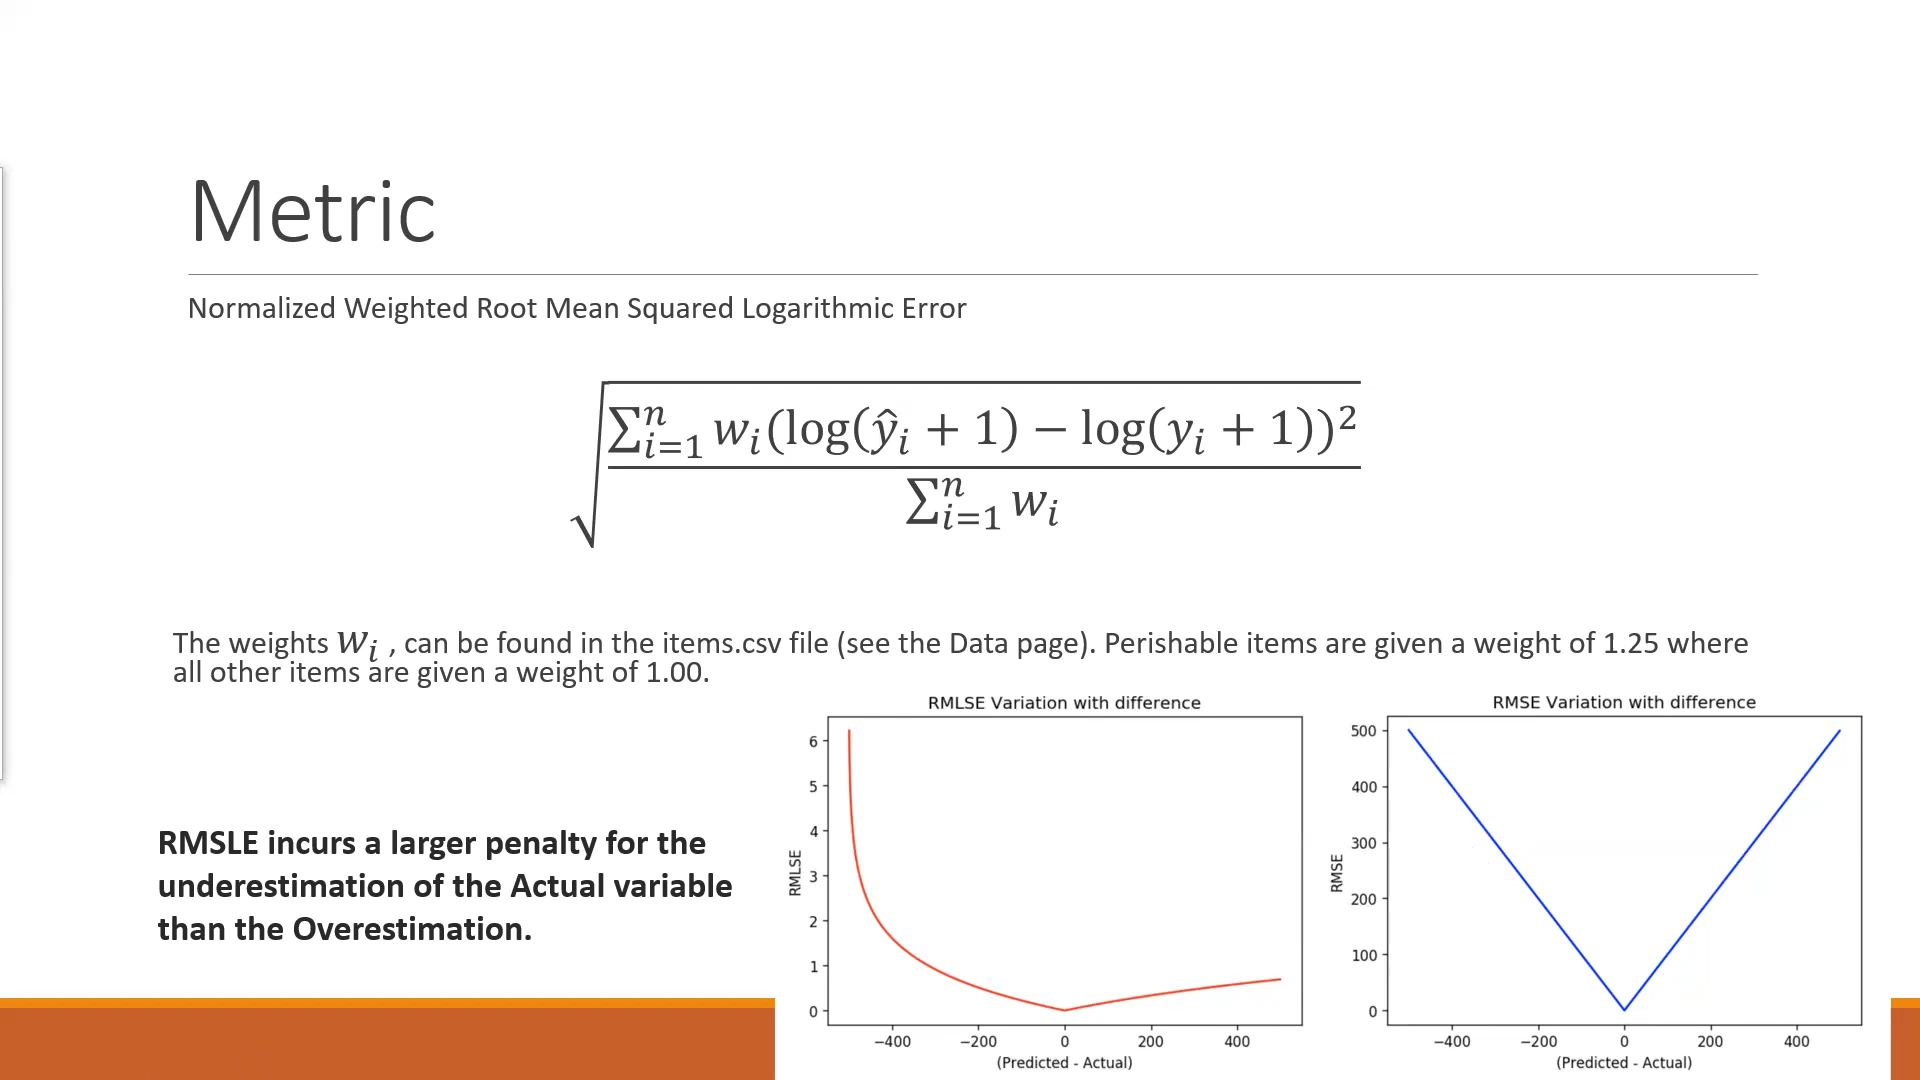 Metric
Normalized Weighted Root Mean Squared Logarithmic Error
√
∑ⁿᵢ₌₁ wᵢ(log(ŷᵢ + 1) − log(yᵢ + 1))²
∑ⁿᵢ₌₁ wᵢ
The weights wᵢ , can be found in the items.csv file (see the Data page). Perishable items are given a weight of 1.25 where
all other items are given a weight of 1.00.
RMSLE incurs a larger penalty for the
underestimation of the Actual variable
than the Overestimation.
RMLSE Variation with difference
RMLSE
6
5
4
3
2
1
0
−400 −200 0 200 400
(Predicted - Actual)
RMSE Variation with difference
RMSE
500
400
300
200
100
0
−400 −200 0 200 400
(Predicted - Actual)